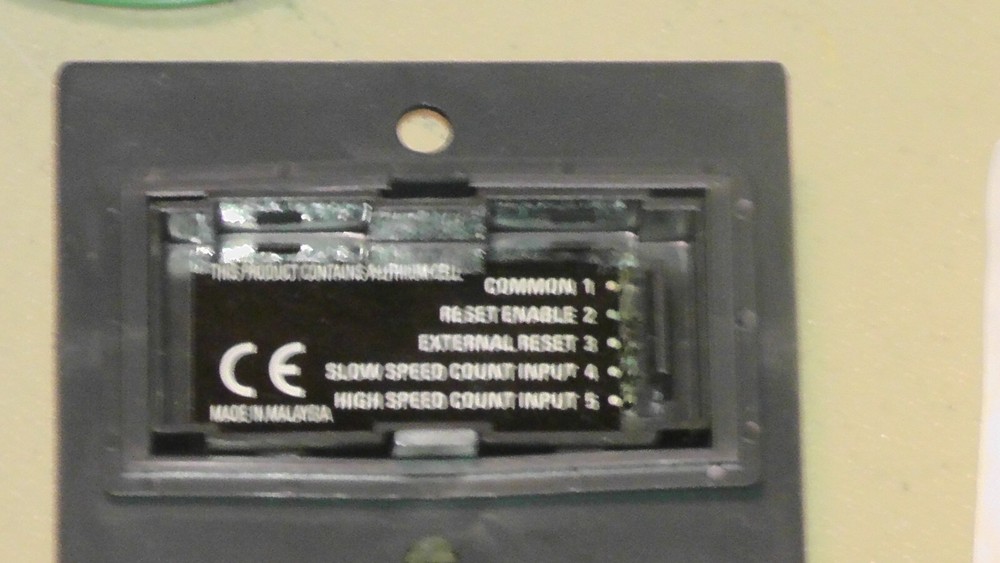 THIS PRODUCT CONTAINS A LITHIUM CELL
COMMON 1
RESET ENABLE 2
EXTERNAL RESET 3
SLOW SPEED COUNT INPUT 4
HIGH SPEED COUNT INPUT 5
CE
MADE IN MALAYSIA